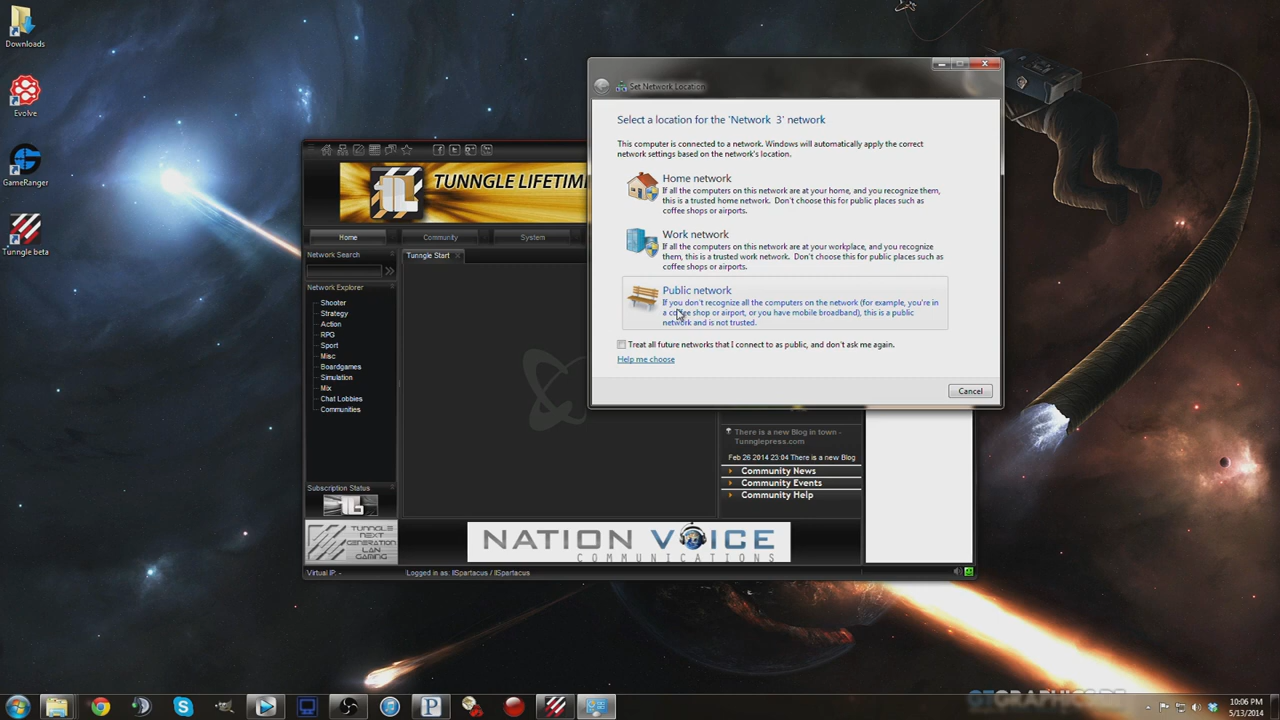 Downloads
Evolve
GameRanger
Tunngle beta
Set Network Location
Select a location for the 'Network 3' network
This computer is connected to a network. Windows will automatically apply the correct
network settings based on the network's location.
Home network
If all the computers on this network are at your home, and you recognize them,
this is a trusted home network. Don't choose this for public places such as
coffee shops or airports.
Work network
If all the computers on this network are at your workplace, and you recognize
them, this is a trusted work network. Don't choose this for public places such as
coffee shops or airports.
Public network
If you don't recognize all the computers on the network (for example, you're in
a coffee shop or airport, or you have mobile broadband), this is a public
network and is not trusted.
Treat all future networks that I connect to as public, and don't ask me again.
Help me choose
Cancel
TUNNGLE LIFETIME
Home
Community
System
Network Search
Tunngle Start
Network Explorer
Shooter
Strategy
Action
RPG
Sport
Misc
Boardgames
Simulation
Mix
Chat Lobbies
Communities
Subscription Status
There is a new Blog in town -
Tunnglepress.com
Feb 26 2014 23:04 There is a new Blog
Community News
Community Events
Community Help
TUNNGLE
NEXT
GENERATION
LAN
GAMING
NATION VOICE
COMMUNICATIONS
Virtual IP: -
Logged in as: IISpartacus / IISpartacus
10:06 PM
5/13/2014